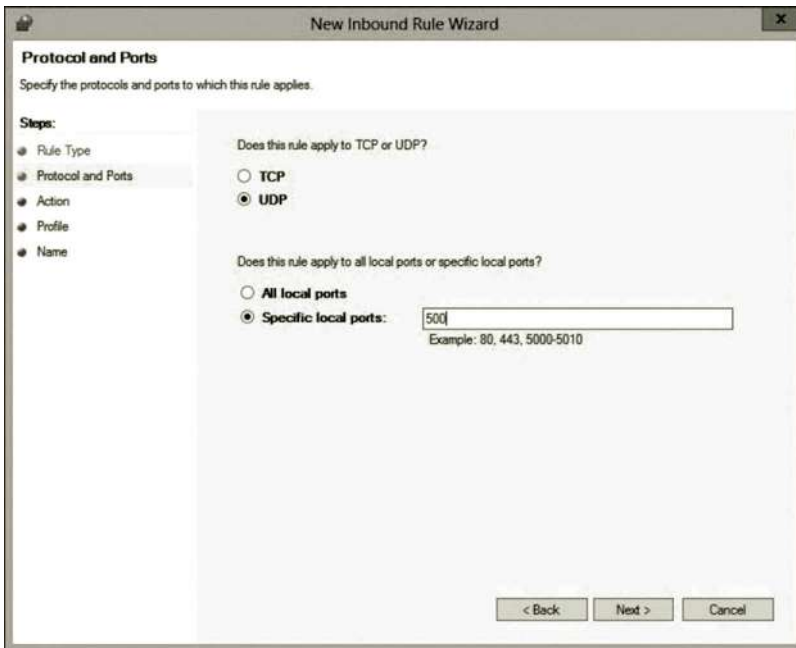 New Inbound Rule Wizard
x
Protocol and Ports
Specify the protocols and ports to which this rule applies.
Steps:
Rule Type
Protocol and Ports
Action
Profile
Name
Does this rule apply to TCP or UDP?
TCP
UDP
Does this rule apply to all local ports or specific local ports?
All local ports
Specific local ports: 500
Example: 80, 443, 5000-5010
< Back Next > Cancel